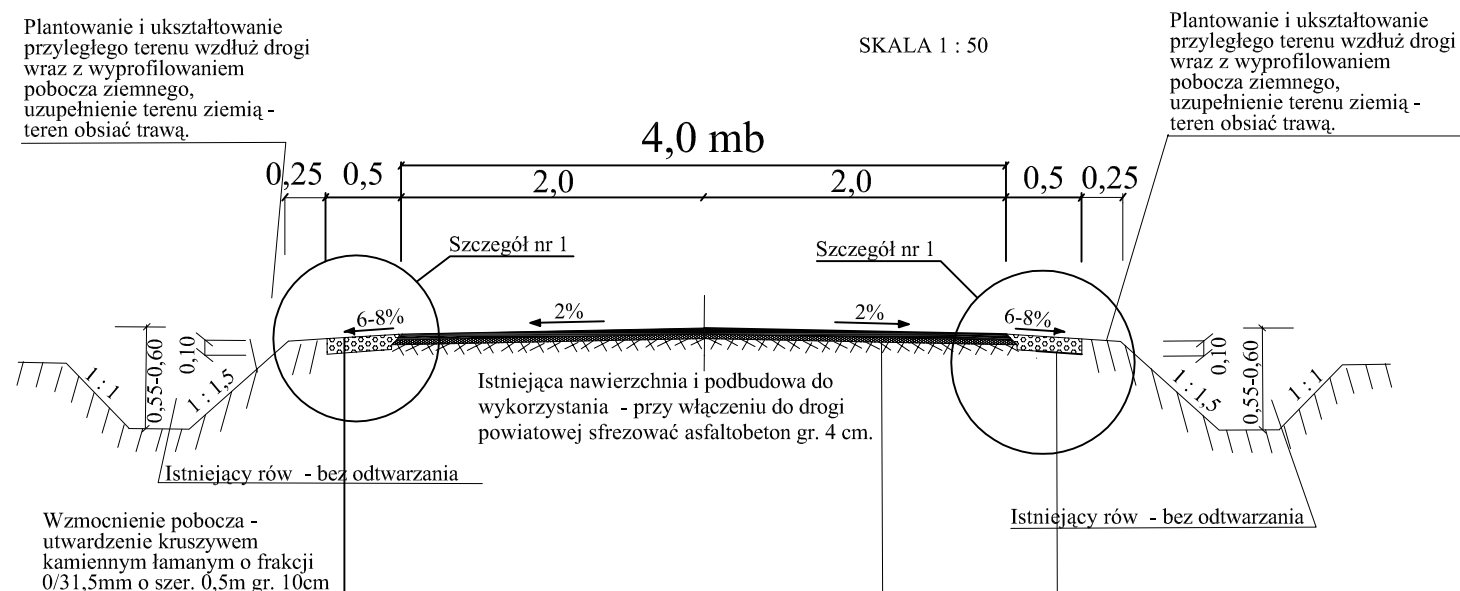 Plantowanie i ukształtowanie
przyległego terenu wzdłuż drogi
wraz z wyprofilowaniem
pobocza ziemnego,
uzupełnienie terenu ziemią -
teren obsiać trawą.
SKALA 1 : 50
Plantowanie i ukształtowanie
przyległego terenu wzdłuż drogi
wraz z wyprofilowaniem
pobocza ziemnego,
uzupełnienie terenu ziemią -
teren obsiać trawą.
4,0 mb
0,25 0,5 2,0 2,0 0,5 0,25
Szczegół nr 1
Szczegół nr 1
6-8% 2% 2% 6-8%
1:1
0,55-0,60
1:1,5
0,10
0,10
1:1,5
0,55-0,60
1:1
Istniejąca nawierzchnia i podbudowa do
wykorzystania - przy włączeniu do drogi
powiatowej sfrezować asfaltobeton gr. 4 cm.
Istniejący rów - bez odtwarzania
Istniejący rów - bez odtwarzania
Wzmocnienie pobocza -
utwardzenie kruszywem
kamiennym łamanym o frakcji
0/31,5mm o szer. 0,5m gr. 10cm